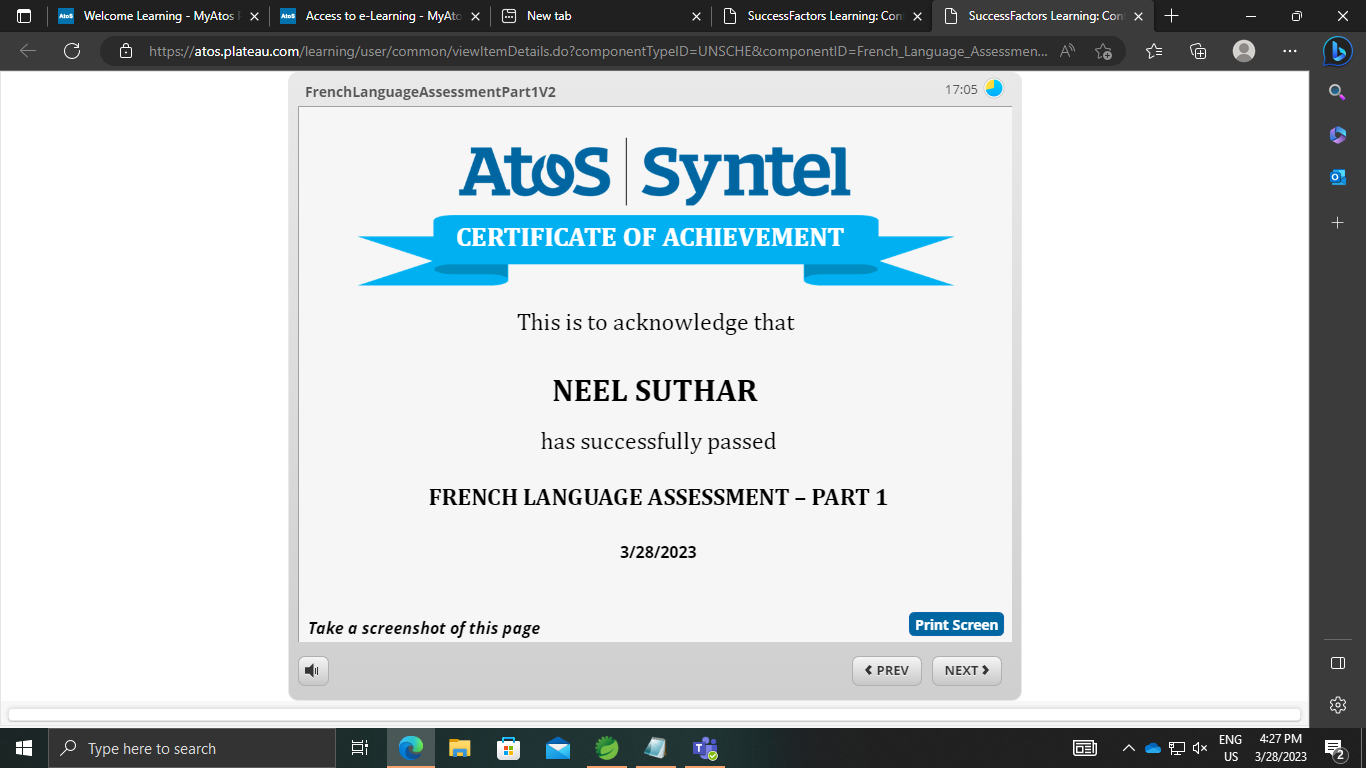 Welcome Learning - MyAtos
Access to e-Learning - MyAto
New tab
SuccessFactors Learning: Con
SuccessFactors Learning: Con
https://atos.plateau.com/learning/user/common/viewItemDetails.do?componentTypeID=UNSCHE&componentID=French_Language_Assessmen...
FrenchLanguageAssessmentPart1V2
17:05
Atos | Syntel
CERTIFICATE OF ACHIEVEMENT
This is to acknowledge that
NEEL SUTHAR
has successfully passed
FRENCH LANGUAGE ASSESSMENT – PART 1
3/28/2023
Take a screenshot of this page
Print Screen
PREV
NEXT
Type here to search
ENG
US
4:27 PM
3/28/2023
2